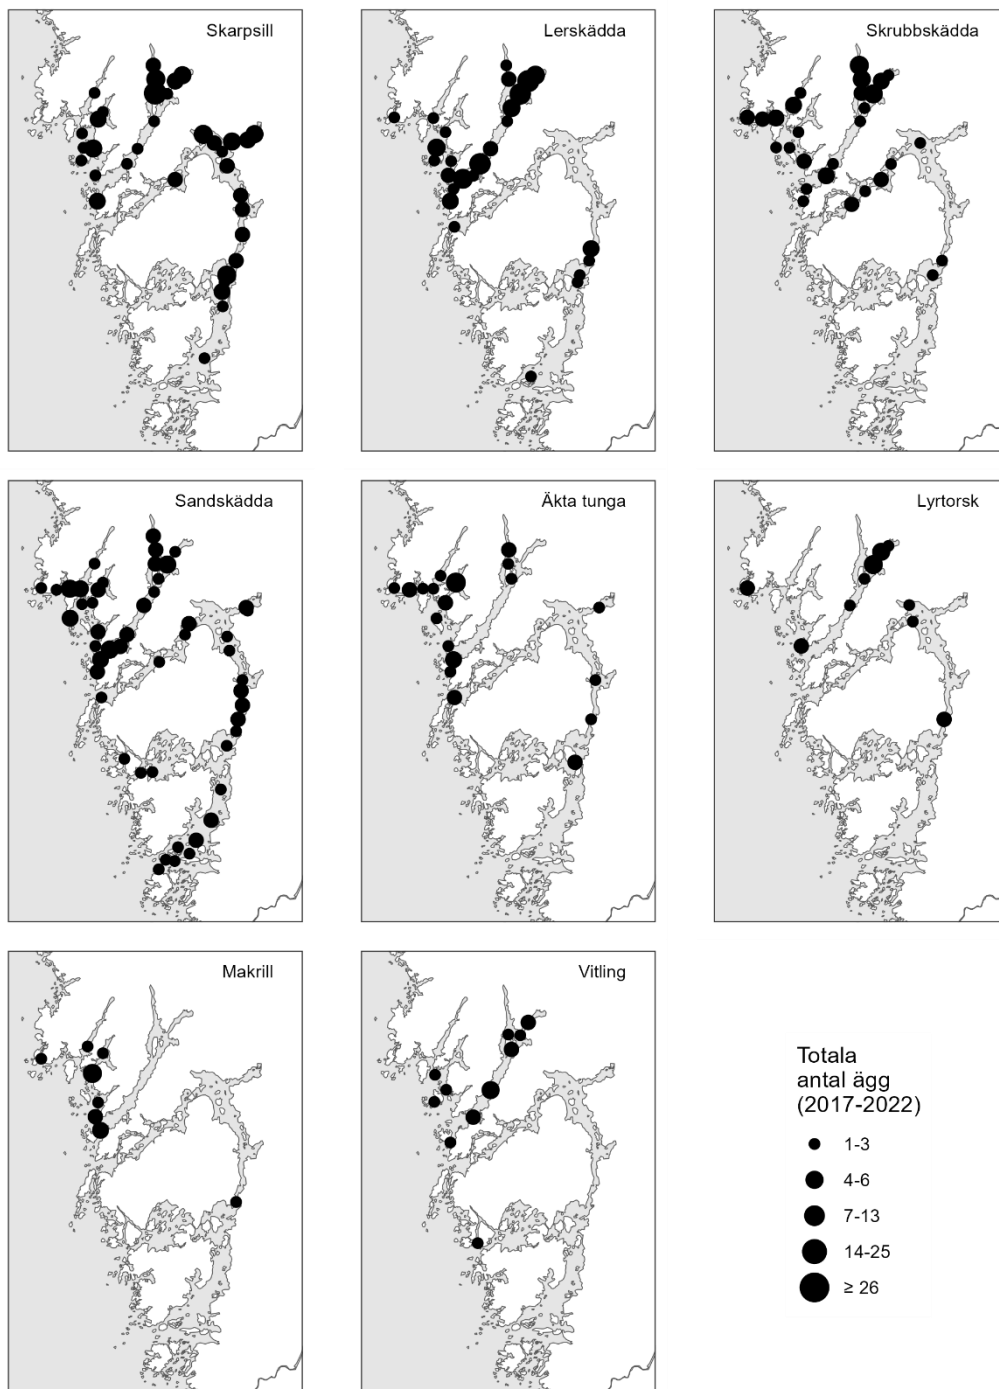 Skarpsill
Lerskädda
Skrubbskädda
Sandskädda
Äkta tunga
Lyrtorsk
Makrill
Vitling
Totala
antal ägg
(2017-2022)
1-3
4-6
7-13
14-25
≥ 26